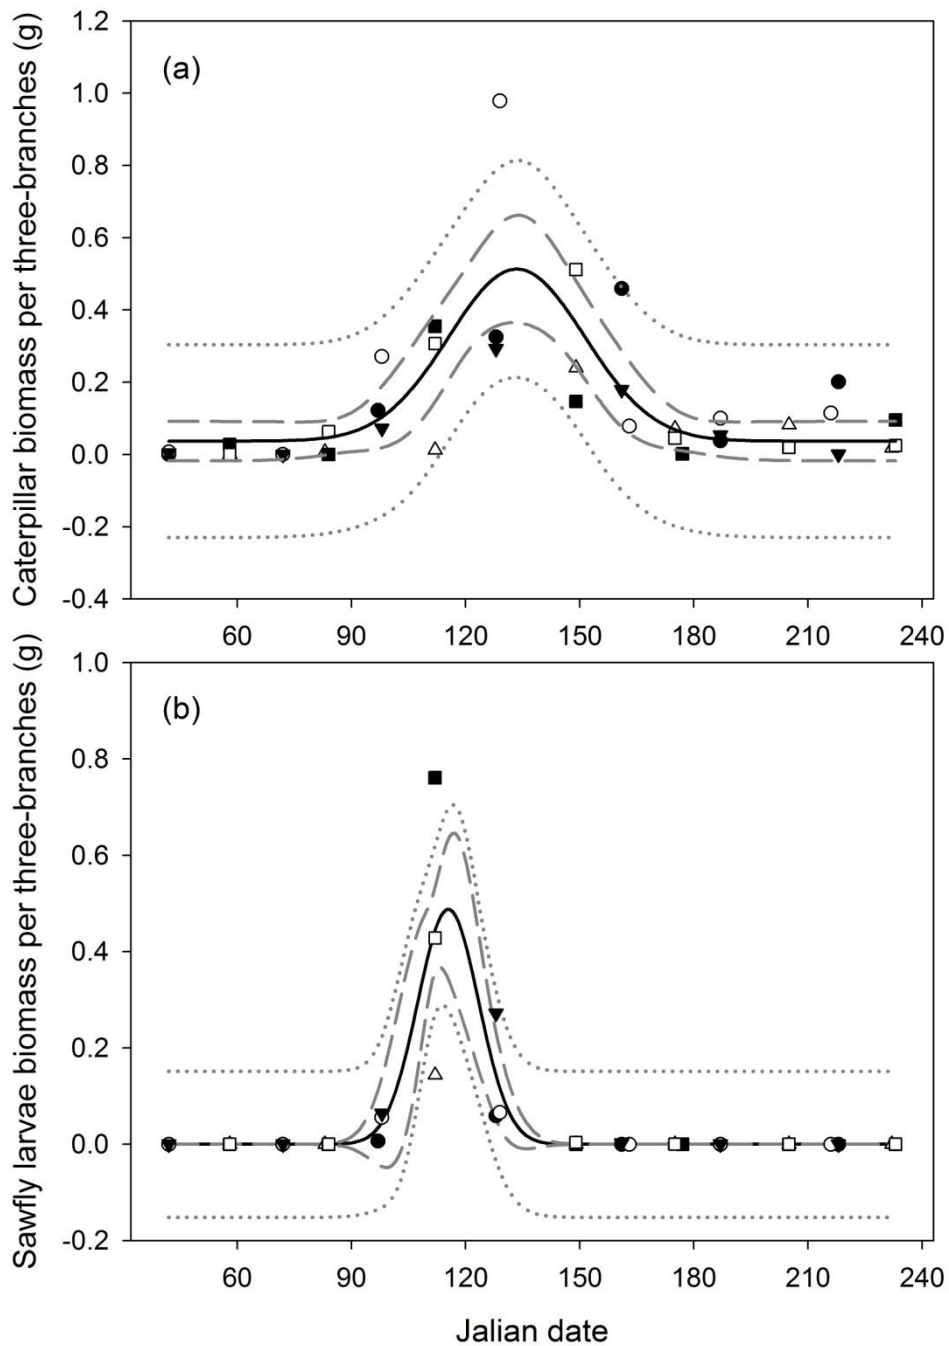 Caterpillar biomass per three-branches (g)
1.2
1.0
0.8
0.6
0.4
0.2
0.0
-0.2
-0.4
(a)
60 90 120 150 180 210 240
Sawfly larvae biomass per three-branches (g)
1.0
0.8
0.6
0.4
0.2
0.0
-0.2
(b)
60 90 120 150 180 210 240
Jalian date